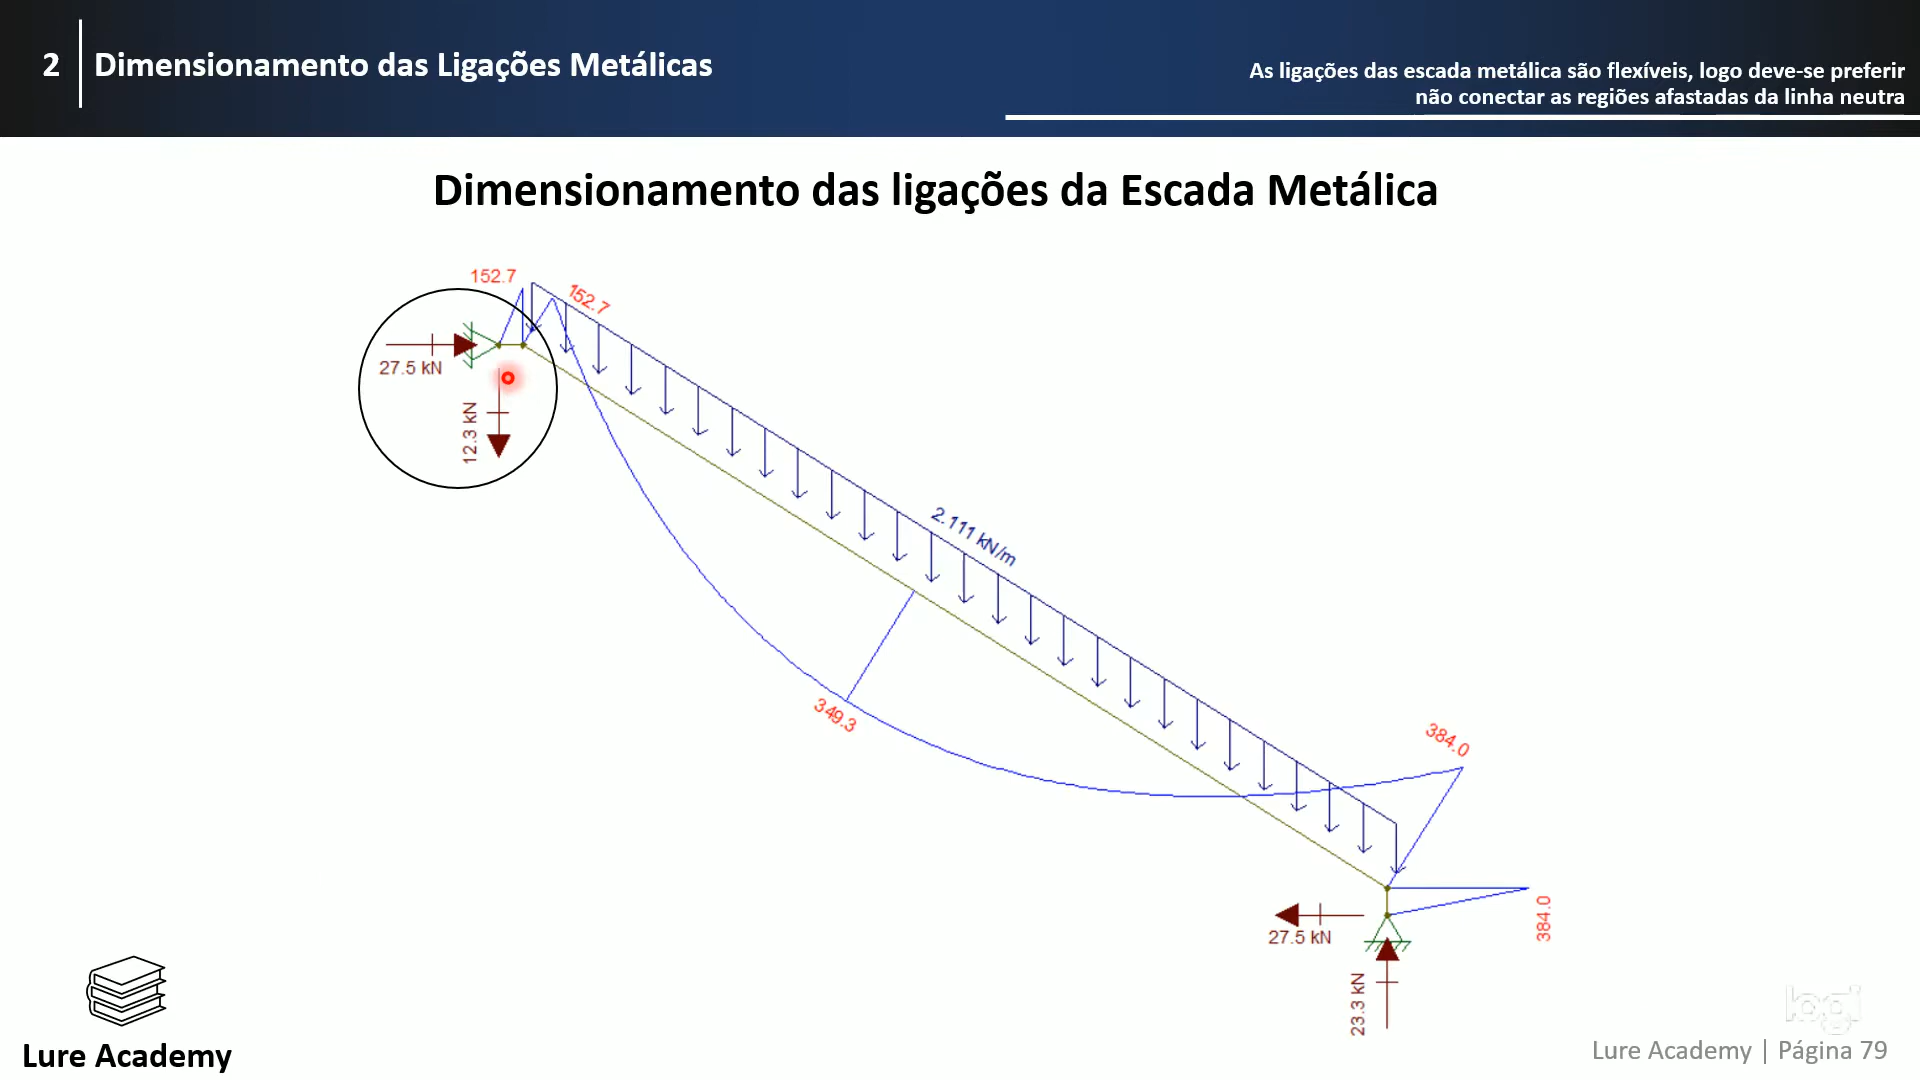 2
Dimensionamento das Ligações Metálicas
As ligações das escada metálica são flexíveis, logo deve-se preferir
não conectar as regiões afastadas da linha neutra
Dimensionamento das ligações da Escada Metálica
152.7
152.7
27.5 kN
12.3 kN
2.111 kN/m
349.3
384.0
384.0
27.5 kN
23.3 kN
logi
Lure Academy
Lure Academy | Página 79